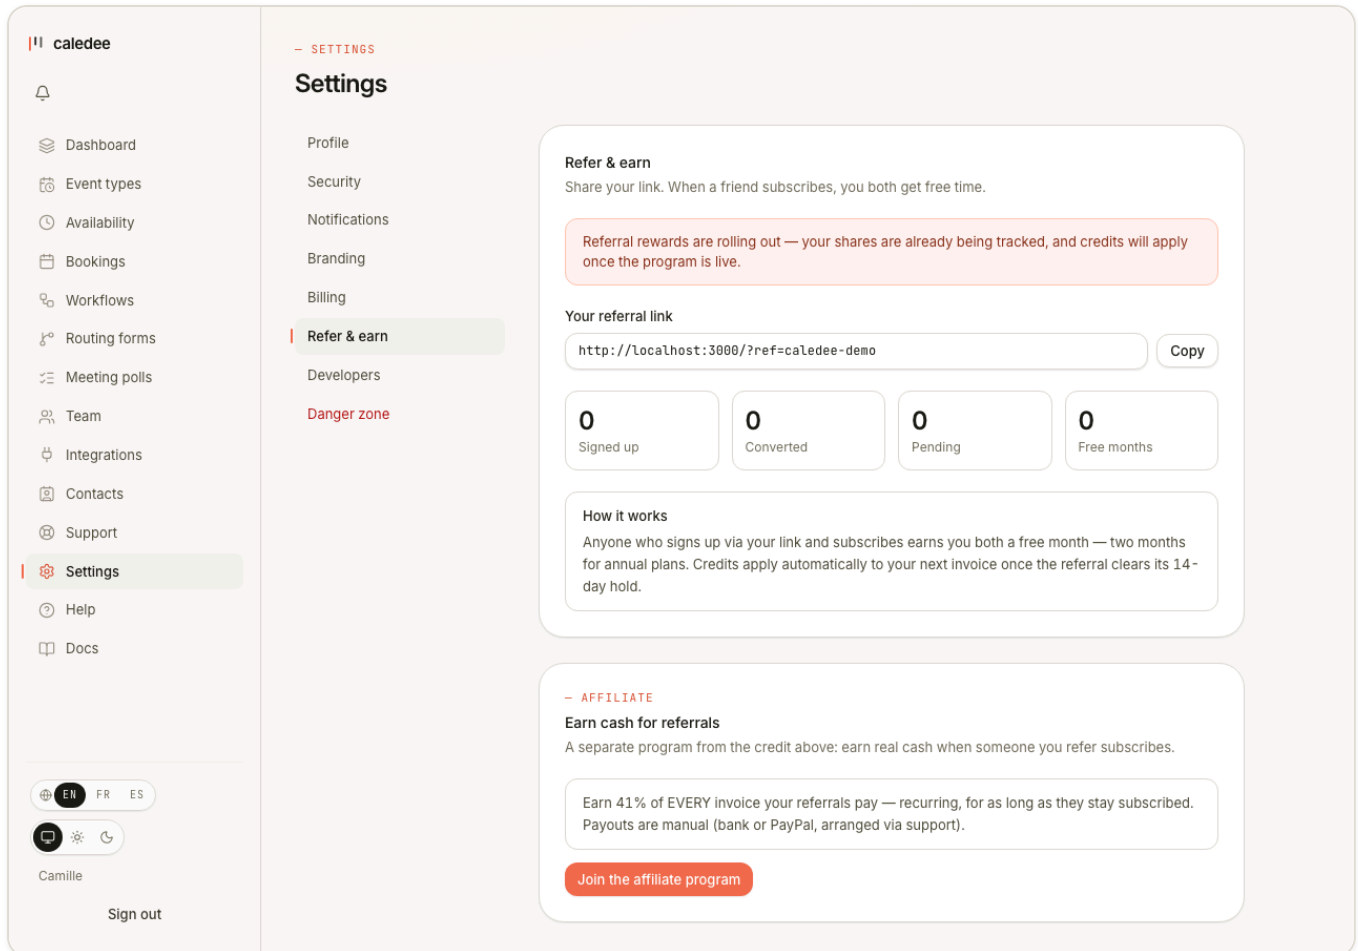 caledee
Dashboard
Event types
Availability
Bookings
Workflows
Routing forms
Meeting polls
Team
Integrations
Contacts
Support
Settings
Help
Docs
EN FR ES
Camille
Sign out
— SETTINGS
Settings
Profile
Security
Notifications
Branding
Billing
Refer & earn
Developers
Danger zone
Refer & earn
Share your link. When a friend subscribes, you both get free time.
Referral rewards are rolling out — your shares are already being tracked, and credits will apply
once the program is live.
Your referral link
http://localhost:3000/?ref=caledee-demo
Copy
0 0 0 0
Signed up Converted Pending Free months
How it works
Anyone who signs up via your link and subscribes earns you both a free month — two months
for annual plans. Credits apply automatically to your next invoice once the referral clears its 14-
day hold.
— AFFILIATE
Earn cash for referrals
A separate program from the credit above: earn real cash when someone you refer subscribes.
Earn 41% of EVERY invoice your referrals pay — recurring, for as long as they stay subscribed.
Payouts are manual (bank or PayPal, arranged via support).
Join the affiliate program